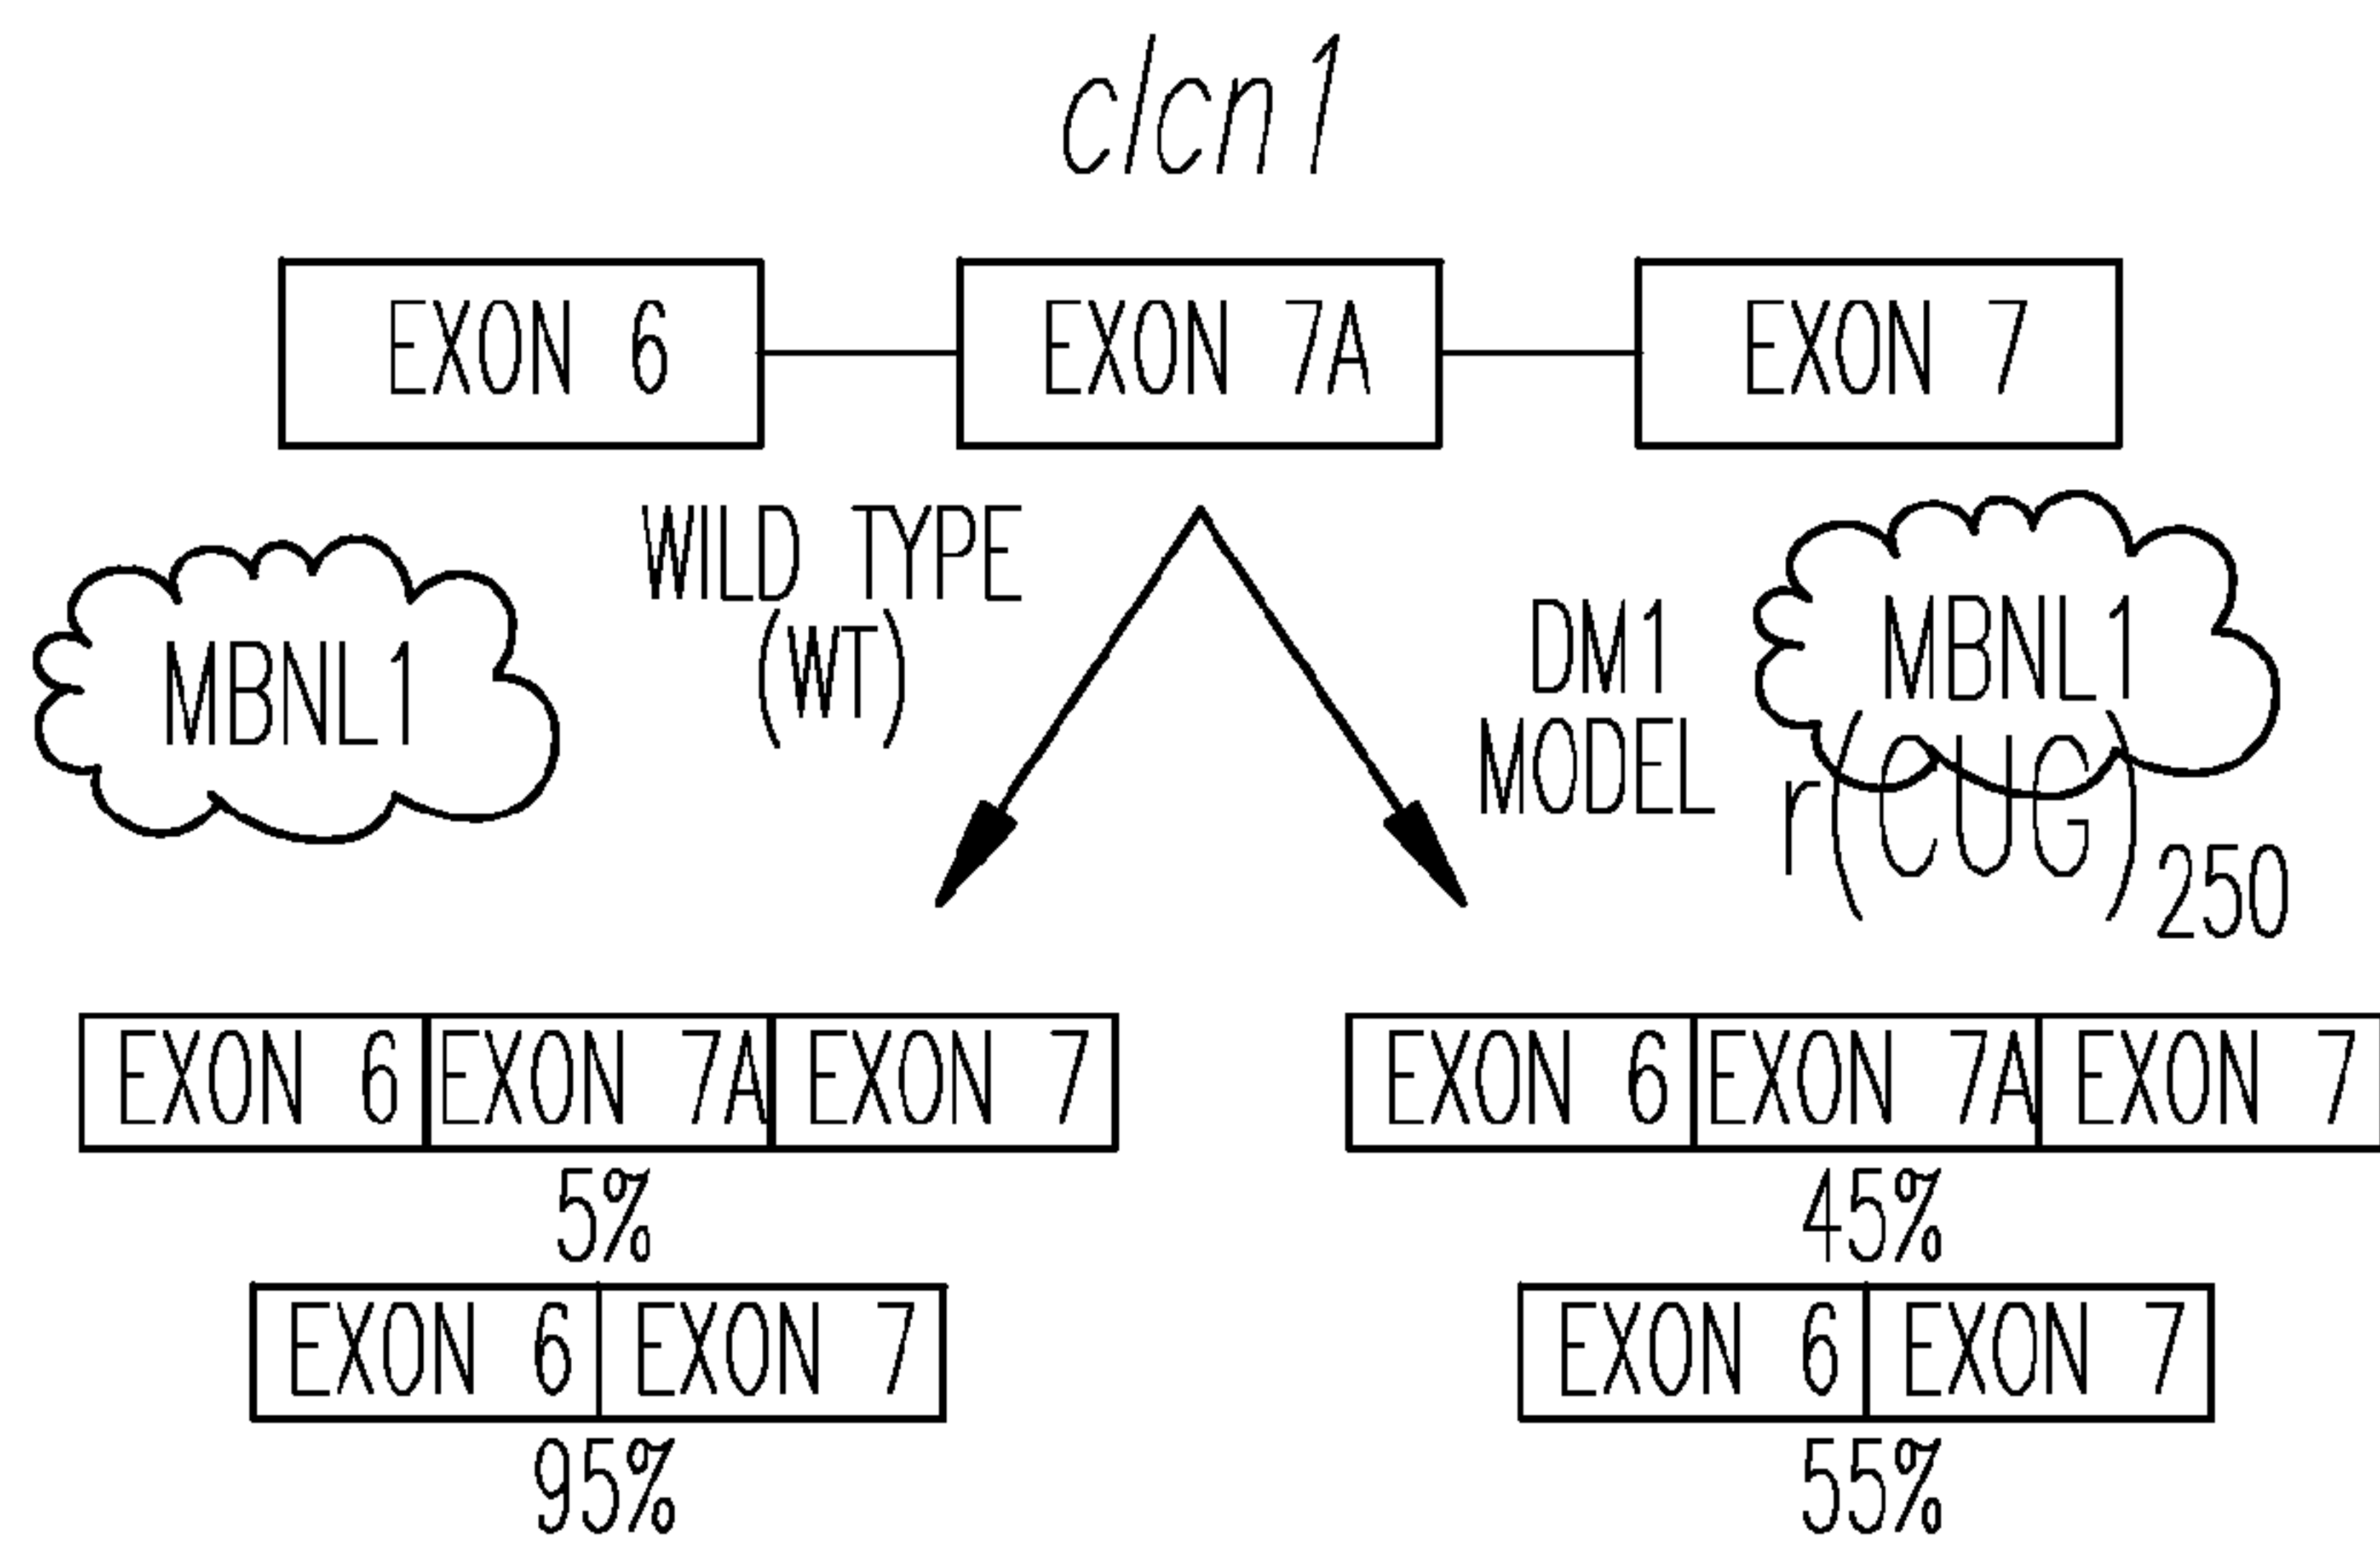 clcn1
EXON 6 EXON 7A EXON 7
WILD TYPE
(WT)
MBNL1
DM1
MODEL
MBNL1
r(CUG)250
EXON 6 EXON 7A EXON 7
5%
EXON 6 EXON 7
95%
EXON 6 EXON 7A EXON 7
45%
EXON 6 EXON 7
55%